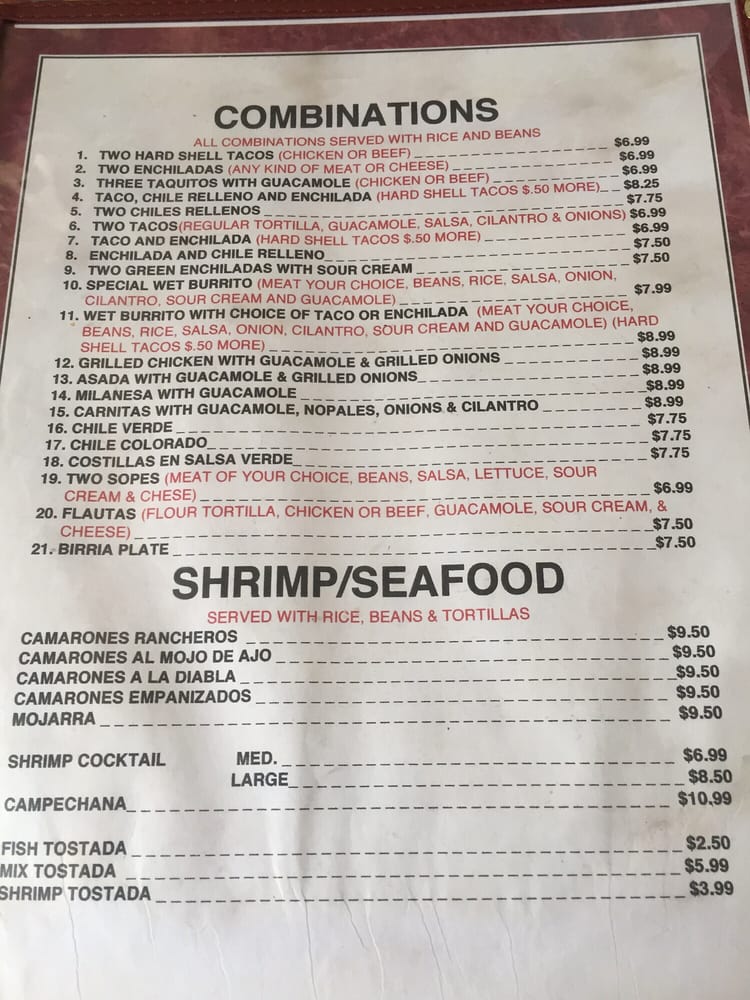 COMBINATIONS
ALL COMBINATIONS SERVED WITH RICE AND BEANS
1. TWO HARD SHELL TACOS (CHICKEN OR BEEF) $6.99
2. TWO ENCHILADAS (ANY KIND OF MEAT OR CHEESE) $6.99
3. THREE TAQUITOS WITH GUACAMOLE (CHICKEN OR BEEF) $6.99
4. TACO, CHILE RELLENO AND ENCHILADA (HARD SHELL TACOS $.50 MORE) $8.25
5. TWO CHILES RELLENOS $7.75
6. TWO TACOS(REGULAR TORTILLA, GUACAMOLE, SALSA, CILANTRO & ONIONS) $6.99
7. TACO AND ENCHILADA (HARD SHELL TACOS $.50 MORE) $6.99
8. ENCHILADA AND CHILE RELLENO $7.50
9. TWO GREEN ENCHILADAS WITH SOUR CREAM $7.50
10. SPECIAL WET BURRITO (MEAT YOUR CHOICE, BEANS, RICE, SALSA, ONION,
CILANTRO, SOUR CREAM AND GUACAMOLE) $7.99
11. WET BURRITO WITH CHOICE OF TACO OR ENCHILADA (MEAT YOUR CHOICE,
BEANS, RICE, SALSA, ONION, CILANTRO, SOUR CREAM AND GUACAMOLE) (HARD
SHELL TACOS $.50 MORE) $8.99
12. GRILLED CHICKEN WITH GUACAMOLE & GRILLED ONIONS $8.99
13. ASADA WITH GUACAMOLE & GRILLED ONIONS $8.99
14. MILANESA WITH GUACAMOLE $8.99
15. CARNITAS WITH GUACAMOLE, NOPALES, ONIONS & CILANTRO $8.99
16. CHILE VERDE $7.75
17. CHILE COLORADO $7.75
18. COSTILLAS EN SALSA VERDE $7.75
19. TWO SOPES (MEAT OF YOUR CHOICE, BEANS, SALSA, LETTUCE, SOUR
CREAM & CHESE) $6.99
20. FLAUTAS (FLOUR TORTILLA, CHICKEN OR BEEF, GUACAMOLE, SOUR CREAM, &
CHEESE) $7.50
21. BIRRIA PLATE $7.50
SHRIMP/SEAFOOD
SERVED WITH RICE, BEANS & TORTILLAS
CAMARONES RANCHEROS $9.50
CAMARONES AL MOJO DE AJO $9.50
CAMARONES A LA DIABLA $9.50
CAMARONES EMPANIZADOS $9.50
MOJARRA $9.50
SHRIMP COCKTAIL MED. $6.99
LARGE $8.50
CAMPECHANA $10.99
FISH TOSTADA $2.50
MIX TOSTADA $5.99
SHRIMP TOSTADA $3.99